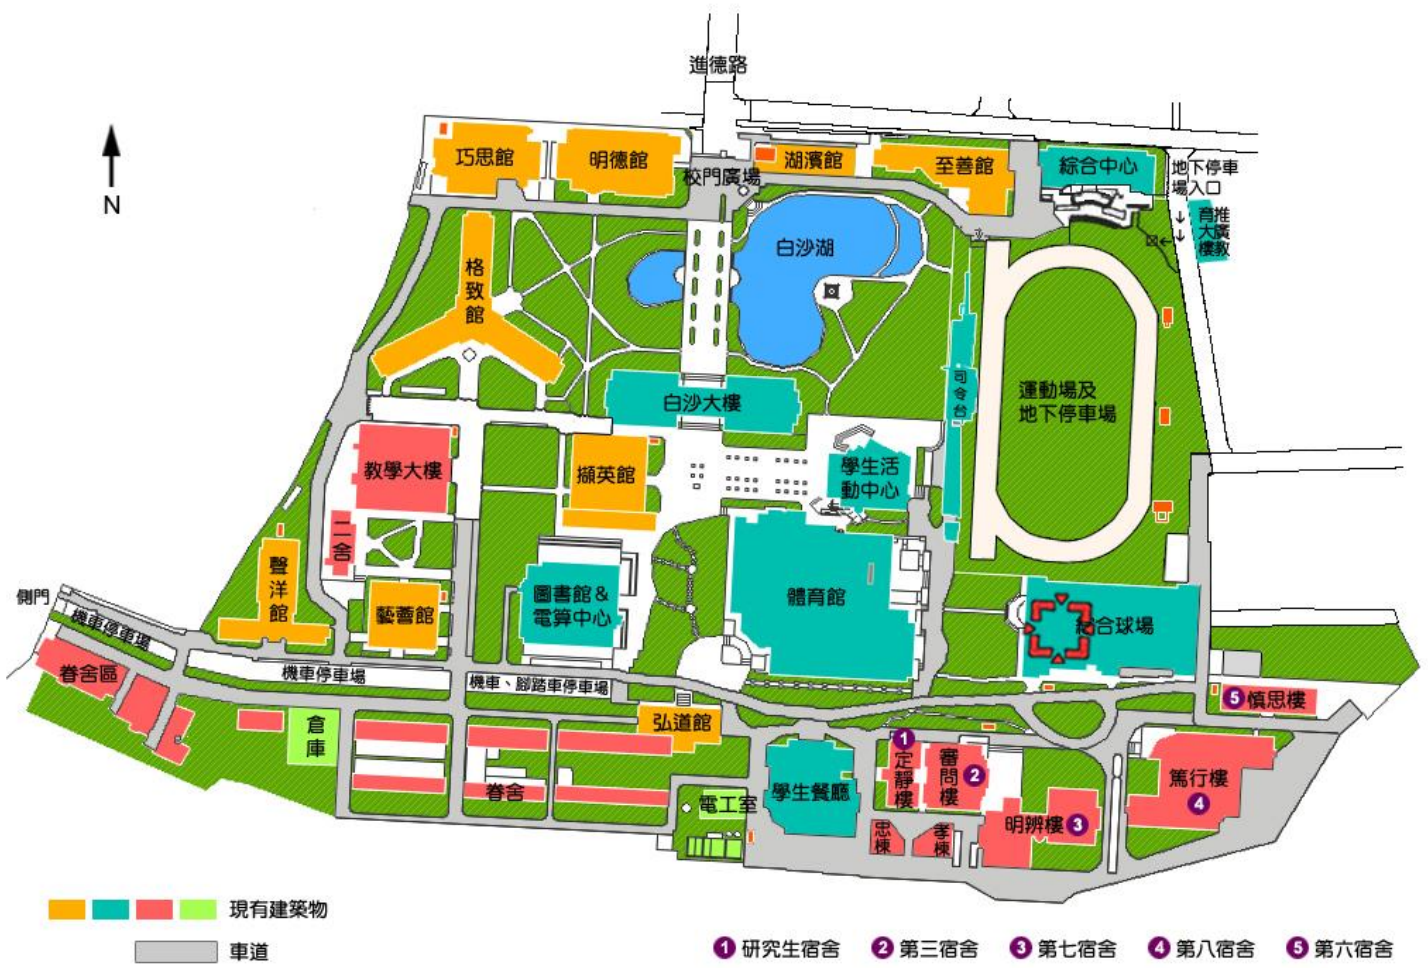 進德路
N
巧思館
明德館
校門廣場
湖濱館
至善館
綜合中心
地下停車
場入口
育推
大廣
樓教
格致館
白沙湖
白沙大樓
司令台
運動場及
地下停車場
教學大樓
擷英館
學生活
動中心
二舍
聲洋館
藝薈館
圖書館&
電算中心
體育館
綜合球場
側門
機車停車場
眷舍區
機車停車場
機車、腳踏車停車場
倉庫
弘道館
眷舍
電工室
學生餐廳
1
定靜樓
審問樓
2
忠棟
孝棟
明辨樓 3
篤行樓
4
5 慎思樓
現有建築物
車道
1 研究生宿舍
2 第三宿舍
3 第七宿舍
4 第八宿舍
5 第六宿舍